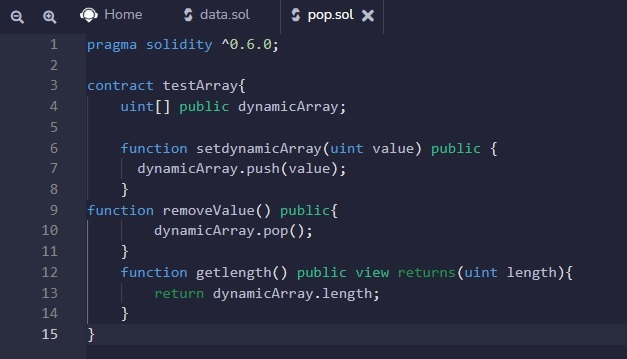 Home data.sol pop.sol
1 pragma solidity ^0.6.0;
2
3 contract testArray{
4     uint[] public dynamicArray;
5
6     function setdynamicArray(uint value) public {
7       dynamicArray.push(value);
8     }
9 function removeValue() public{
10         dynamicArray.pop();
11     }
12     function getlength() public view returns(uint length){
13         return dynamicArray.length;
14     }
15 }